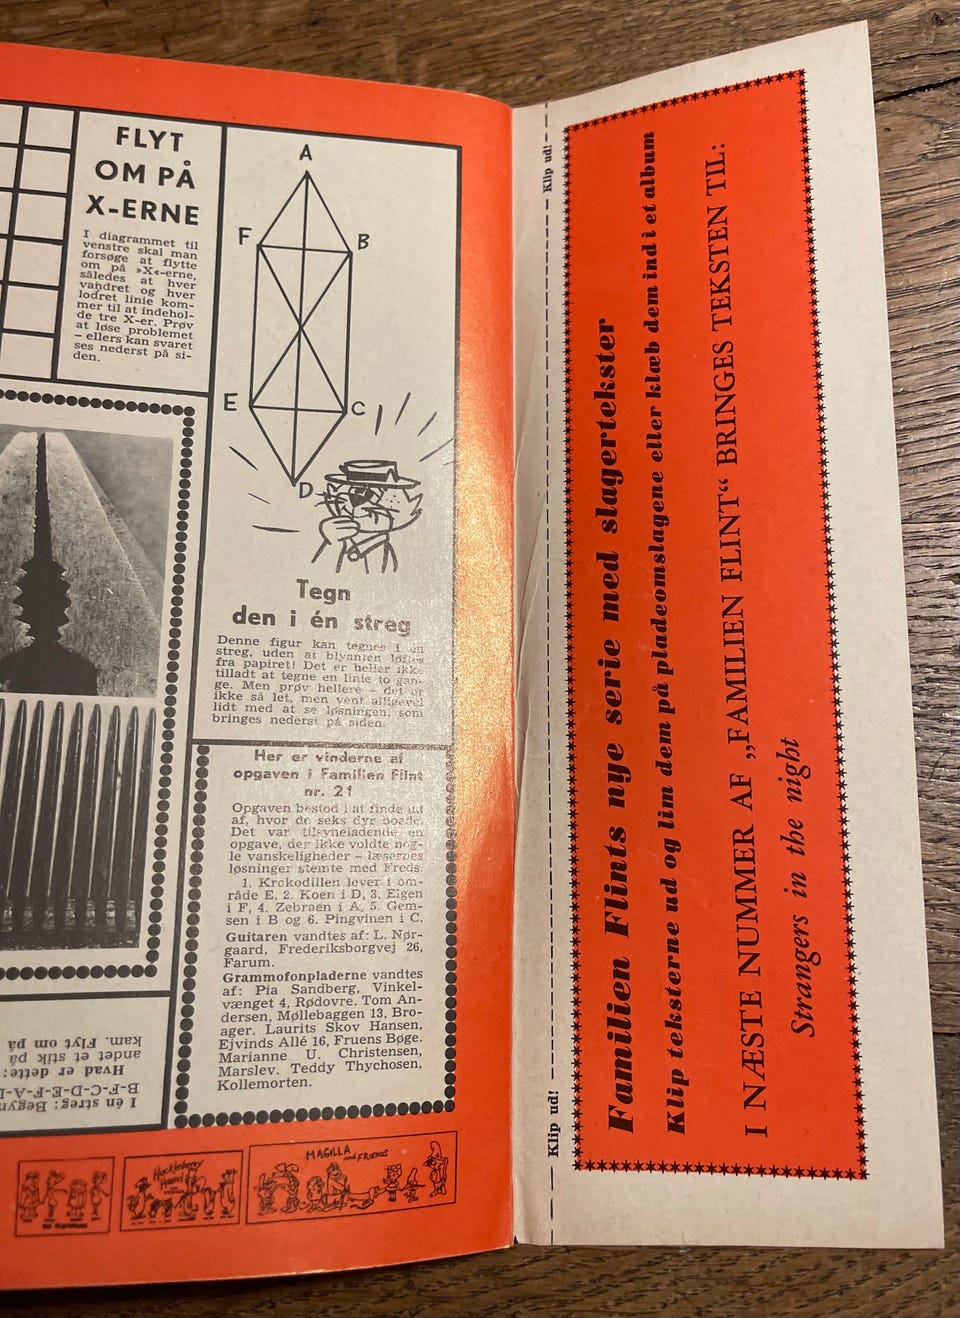 FLYT
OM PÅ
X-ERNE
I diagrammet til
venstre skal man
forsøge at flytte
om på »X«-erne,
således at hver
vandret og hver
lodret linie kom-
mer til at indehol-
de tre X-er. Prøv
at løse problemet
– ellers kan svaret
ses nederst på si-
den.
A
F
B
E
C
D
Tegn
den i én streg
Denne figur kan tegnes i én
streg, uden at blyanten løftes
fra papiret! Det er heller ikke
tilladt at tegne en linie to gan-
ge. Men prøv hellere – det er
ikke så let, men vent alligevel
lidt med at se løsningen, som
bringes nederst på siden.
Her er vinderne af
opgaven i Familien Flint
nr. 21
Opgaven bestod i at finde ud
af, hvor de seks dyr boede.
Det var tilsyneladende en
opgave, der ikke voldte nog-
le vanskeligheder – læsernes
løsninger stemte med Freds.
1. Krokodillen lever i om-
råde E, 2. Koen i D, 3. Elgen
i F, 4. Zebraen i A, 5. Gem-
sen i B og 6. Pingvinen i C.
Guitaren vandtes af: L. Nør-
gaard, Frederiksborgvej 26,
Farum.
Grammofonpladerne vandtes
af: Pia Sandberg, Vinkel-
vænget 4, Rødovre. Tom An-
dersen, Møllebaggen 13, Bro-
ager. Laurits Skov Hansen,
Ejvinds Allé 16, Fruens Bøge.
Marianne U. Christensen,
Marslev. Teddy Thychosen,
Kollemorten.
I én streg: Begyn
B-F-C-D-E-F-A-
Hvad er dette:
andet et stik på
kam. Flyt om på
Huckleberry
Hound
MAGILLA and FRIENDS
Klip ud!
Klip ud!
Familien Flints nye serie med slagertekster
Klip teksterne ud og lim dem på pladeomslagene eller klæb dem ind i et album
I NÆSTE NUMMER AF „FAMILIEN FLINT“ BRINGES TEKSTEN TIL:
Strangers in the night